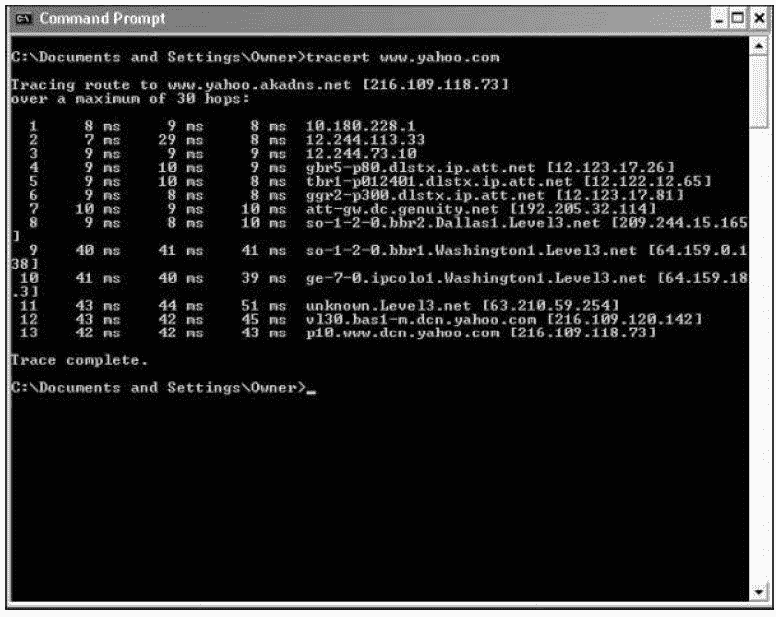 Command Prompt
C:\Documents and Settings\Owner>tracert www.yahoo.com
Tracing route to www.yahoo.akadns.net [216.109.118.73]
over a maximum of 30 hops:
1 8 ms 9 ms 8 ms 10.180.228.1
2 7 ms 29 ms 8 ms 12.244.113.33
3 9 ms 9 ms 9 ms 12.244.73.10
4 9 ms 10 ms 9 ms gbr5-p80.dlstx.ip.att.net [12.123.17.26]
5 9 ms 10 ms 8 ms tbr1-p012401.dlstx.ip.att.net [12.122.12.65]
6 9 ms 8 ms 8 ms ggr2-p300.dlstx.ip.att.net [12.123.17.81]
7 10 ms 9 ms 10 ms att-gw.dc.genuity.net [192.205.32.114]
8 9 ms 8 ms 10 ms so-1-2-0.bbr2.Dallas1.Level3.net [209.244.15.165
]
9 40 ms 41 ms 41 ms so-1-2-0.bbr1.Washington1.Level3.net [64.159.0.1
38]
10 41 ms 40 ms 39 ms ge-7-0.ipcolo1.Washington1.Level3.net [64.159.18
.3]
11 43 ms 44 ms 51 ms unknown.Level3.net [63.210.59.254]
12 43 ms 42 ms 45 ms vl30.bas1-m.dcn.yahoo.com [216.109.120.142]
13 42 ms 42 ms 43 ms p10.www.dcn.yahoo.com [216.109.118.73]
Trace complete.
C:\Documents and Settings\Owner>_